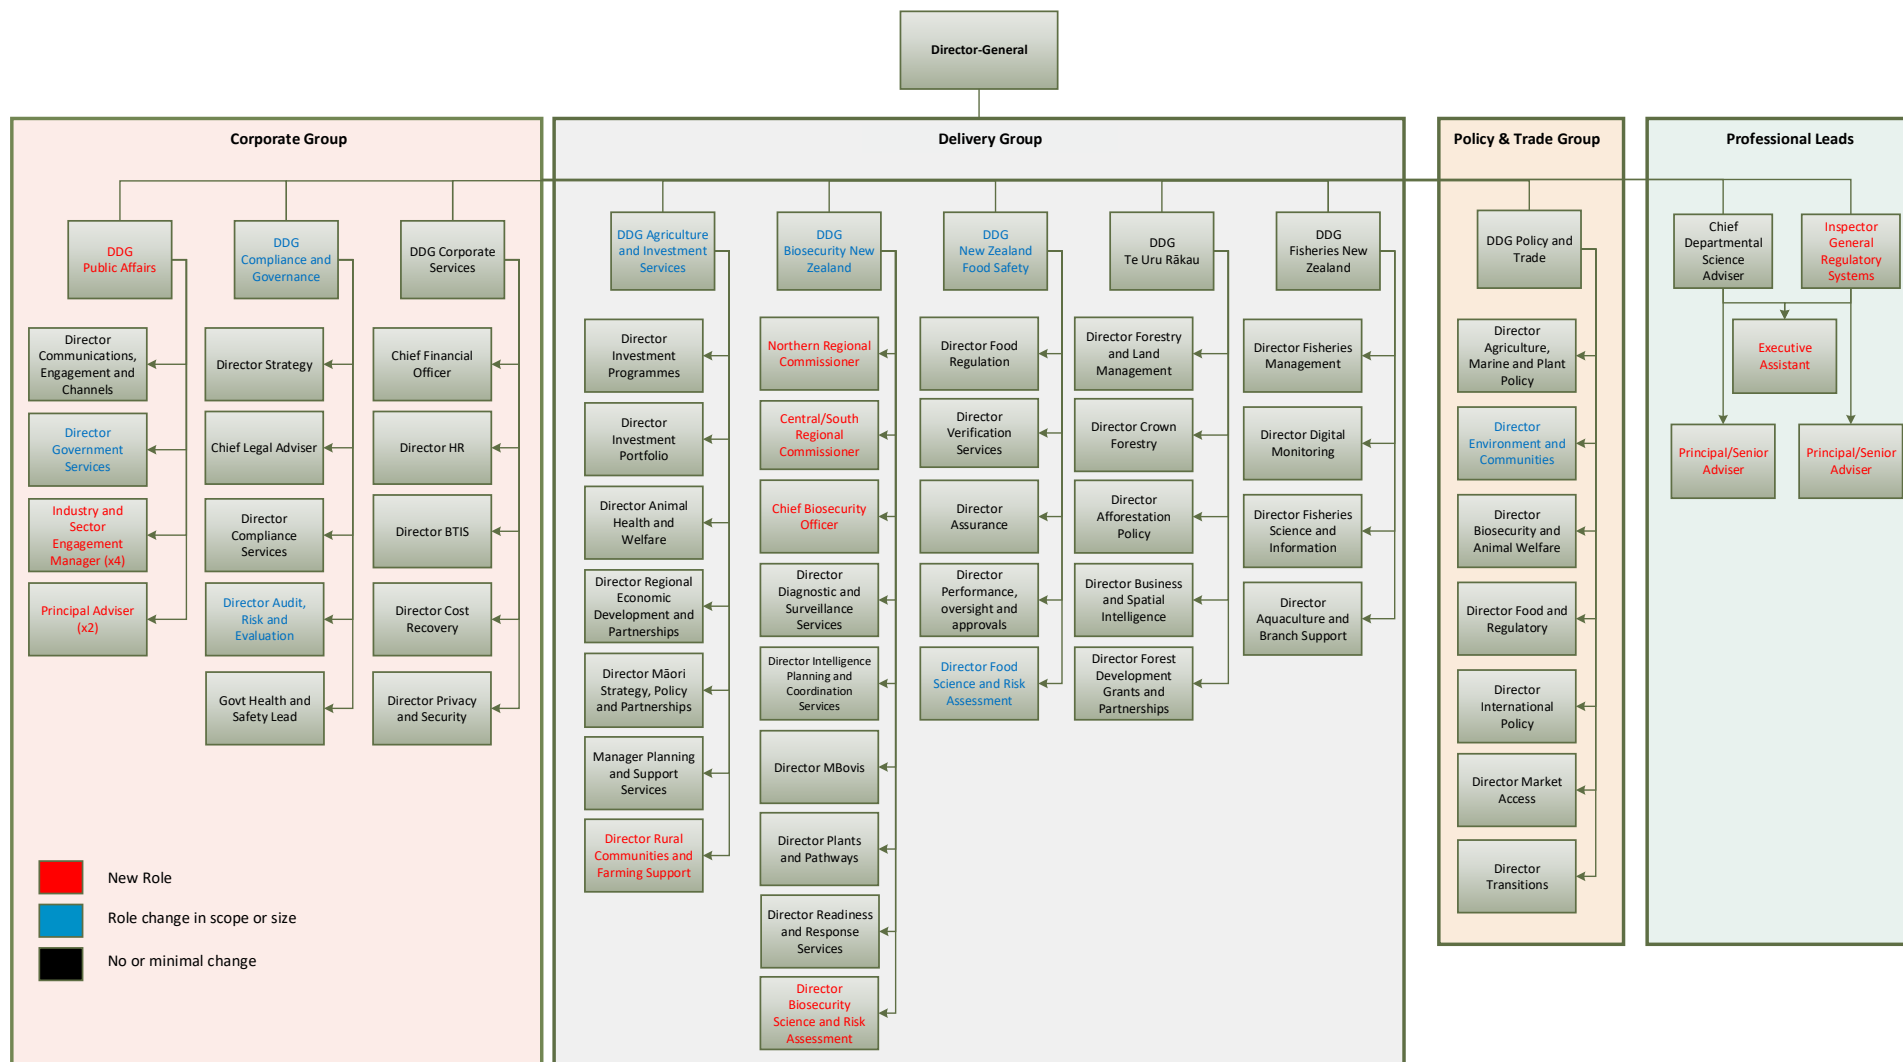 Director-General
Corporate Group
DDG
Public Affairs
Director
Communications,
Engagement and
Channels
Director
Government
Services
Industry and
Sector
Engagement
Manager (x4)
Principal Adviser
(x2)
DDG
Compliance and
Governance
Director Strategy
Chief Legal Adviser
Director
Compliance
Services
Director Audit,
Risk and
Evaluation
Govt Health and
Safety Lead
DDG Corporate
Services
Chief Financial
Officer
Director HR
Director BTIS
Director Cost
Recovery
Director Privacy
and Security
New Role
Role change in scope or size
No or minimal change
Delivery Group
DDG Agriculture
and Investment
Services
Director
Investment
Programmes
Director
Investment
Portfolio
Director Animal
Health and
Welfare
Director Regional
Economic
Development and
Partnerships
Director Māori
Strategy, Policy
and Partnerships
Manager Planning
and Support
Services
Director Rural
Communities and
Farming Support
DDG
Biosecurity New
Zealand
Northern Regional
Commissioner
Central/South
Regional
Commissioner
Chief Biosecurity
Officer
Director
Diagnostic and
Surveillance
Services
Director Intelligence
Planning and
Coordination
Services
Director MBovis
Director Plants
and Pathways
Director Readiness
and Response
Services
Director
Biosecurity
Science and Risk
Assessment
DDG
New Zealand
Food Safety
Director Food
Regulation
Director
Verification
Services
Director
Assurance
Director
Performance,
oversight and
approvals
Director Food
Science and Risk
Assessment
DDG
Te Uru Rākau
Director Forestry
and Land
Management
Director Crown
Forestry
Director
Afforestation
Policy
Director Business
and Spatial
Intelligence
Director Forest
Development
Grants and
Partnerships
DDG
Fisheries New
Zealand
Director Fisheries
Management
Director Digital
Monitoring
Director Fisheries
Science and
Information
Director
Aquaculture and
Branch Support
Policy & Trade Group
DDG Policy and
Trade
Director
Agriculture,
Marine and Plant
Policy
Director
Environment and
Communities
Director
Biosecurity and
Animal Welfare
Director Food and
Regulatory
Director
International
Policy
Director Market
Access
Director
Transitions
Professional Leads
Chief
Departmental
Science
Adviser
Inspector
General
Regulatory
Systems
Executive
Assistant
Principal/Senior
Adviser
Principal/Senior
Adviser